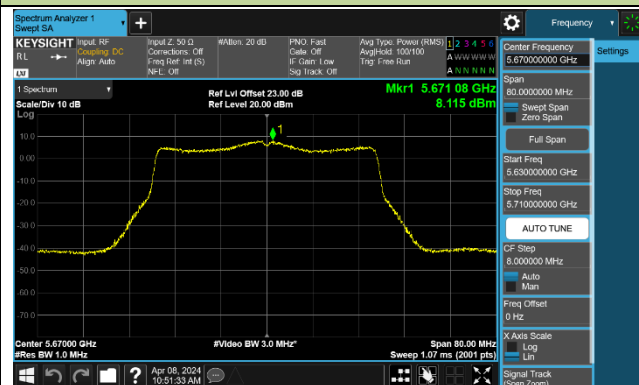 Spectrum Analyzer 1
Swept SA
Frequency
KEYSIGHT
RL
LXI
Input: RF
Coupling: DC
Align: Auto
Input Z: 50 Ω
Corrections: Off
Freq Ref: Int (S)
NFE: Off
#Atten: 20 dB
PNO: Fast
Gate: Off
IF Gain: Low
Sig Track: Off
Avg Type: Power (RMS)
Avg|Hold: 100/100
Trig: Free Run
1 2 3 4 5 6
A W W W W W
A N N N N N
1 Spectrum
Scale/Div 10 dB
Log
Ref Lvl Offset 23.00 dB
Ref Level 20.00 dBm
Mkr1 5.671 08 GHz
8.115 dBm
1
10.0
0.00
-10.0
-20.0
-30.0
-40.0
-50.0
-60.0
-70.0
Center 5.67000 GHz
#Res BW 1.0 MHz
#Video BW 3.0 MHz*
Span 80.00 MHz
Sweep 1.07 ms (2001 pts)
Apr 08, 2024
10:51:33 AM
Center Frequency
5.670000000 GHz
Settings
Span
80.0000000 MHz
Swept Span
Zero Span
Full Span
Start Freq
5.630000000 GHz
Stop Freq
5.710000000 GHz
AUTO TUNE
CF Step
8.000000 MHz
Auto
Man
Freq Offset
0 Hz
X Axis Scale
Log
Lin
Signal Track
(Span Zoom)